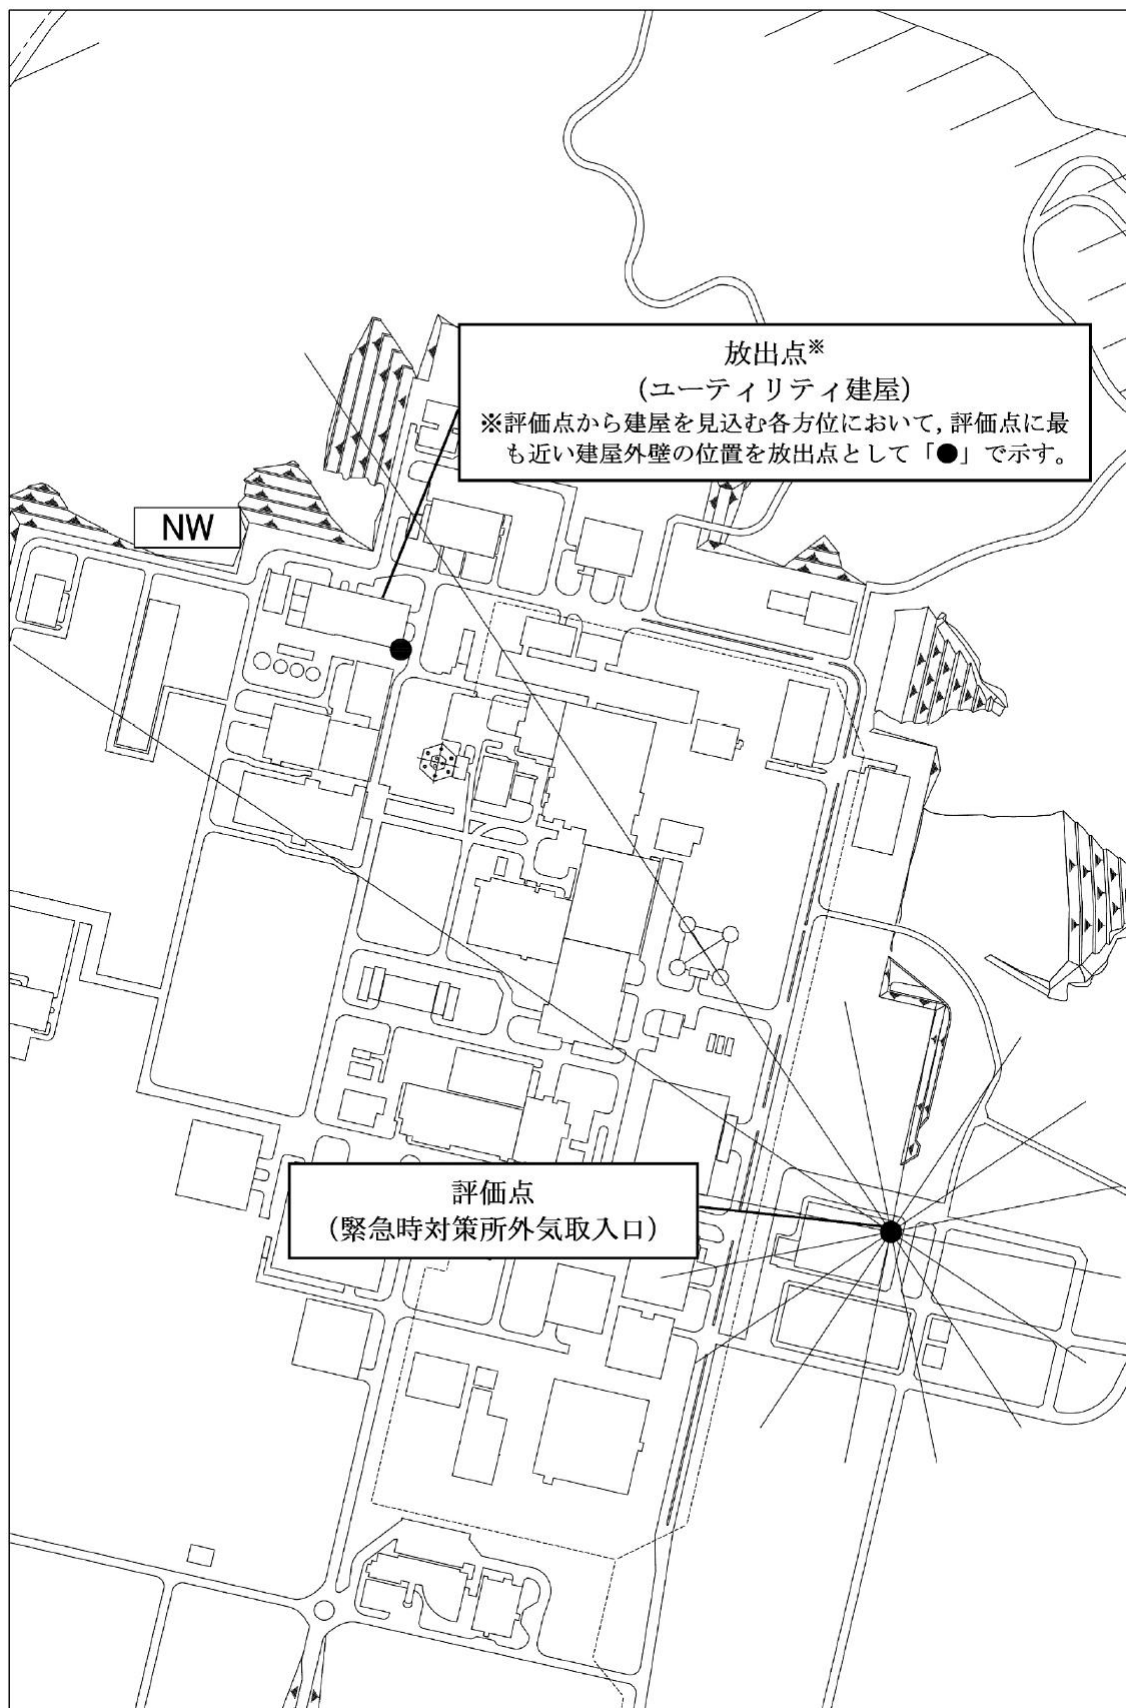 放出点※
(ユーティリティ建屋)
※評価点から建屋を見込む各方位において,評価点に最
も近い建屋外壁の位置を放出点として「●」で示す。
NW
評価点
(緊急時対策所外気取入口)